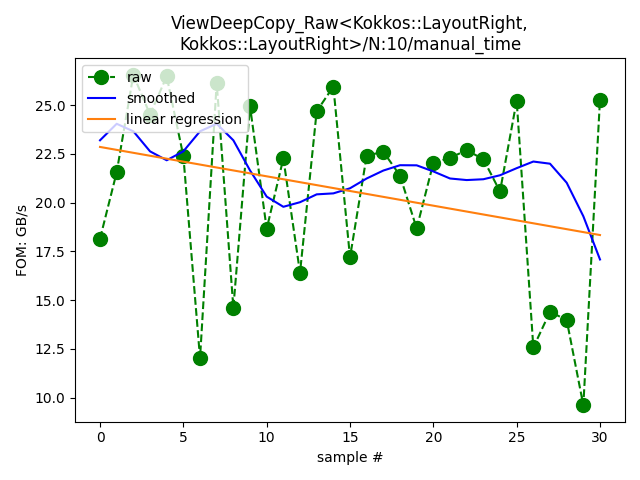 ViewDeepCopy_Raw<Kokkos::LayoutRight,
Kokkos::LayoutRight>/N:10/manual_time
raw
smoothed
linear regression
FOM: GB/s
25.0
22.5
20.0
17.5
15.0
12.5
10.0
0
5
10
15
20
25
30
sample #